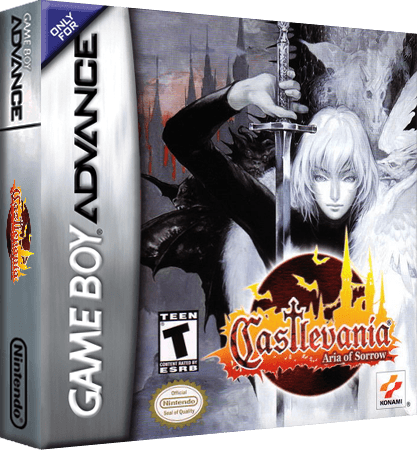 GAME BOY
ADVANCE
Castlevania
Nintendo
ONLY
FOR
GAME BOY ADVANCE
TEEN
T
CONTENT RATED BY
ESRB
Official
Nintendo
Seal of Quality
Castlevania
Aria of Sorrow
KONAMI